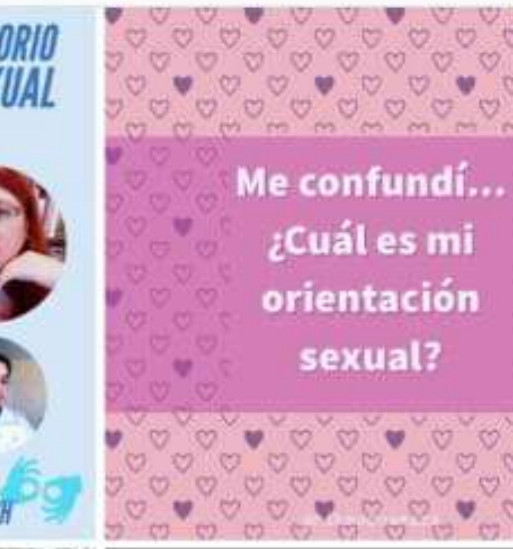 ORIO
UAL
Me confundí...
¿Cuál es mi
orientación
sexual?